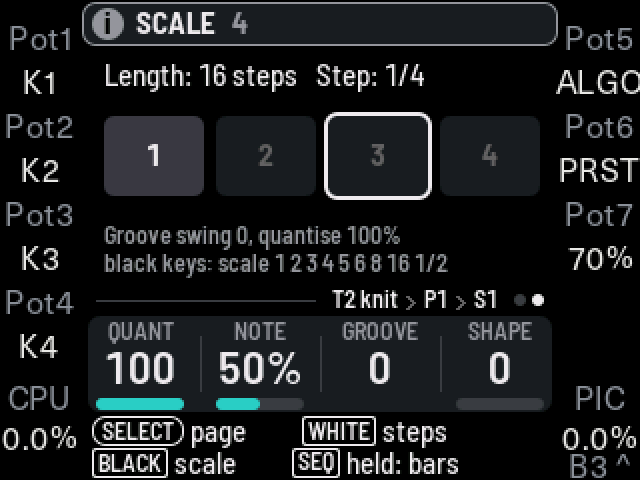 i SCALE 4
Pot1
K1
Pot2
K2
Pot3
K3
Pot4
K4
CPU
0.0%
Length: 16 steps Step: 1/4
1 2 3 4
Groove swing 0, quantise 100%
black keys: scale 1 2 3 4 5 6 8 16 1/2
T2 knit > P1 > S1
QUANT NOTE GROOVE SHAPE
100 50% 0 0
SELECT page WHITE steps
BLACK scale SEQ held: bars
Pot5
ALGO
Pot6
PRST
Pot7
70%
PIC
0.0%
B3 ^